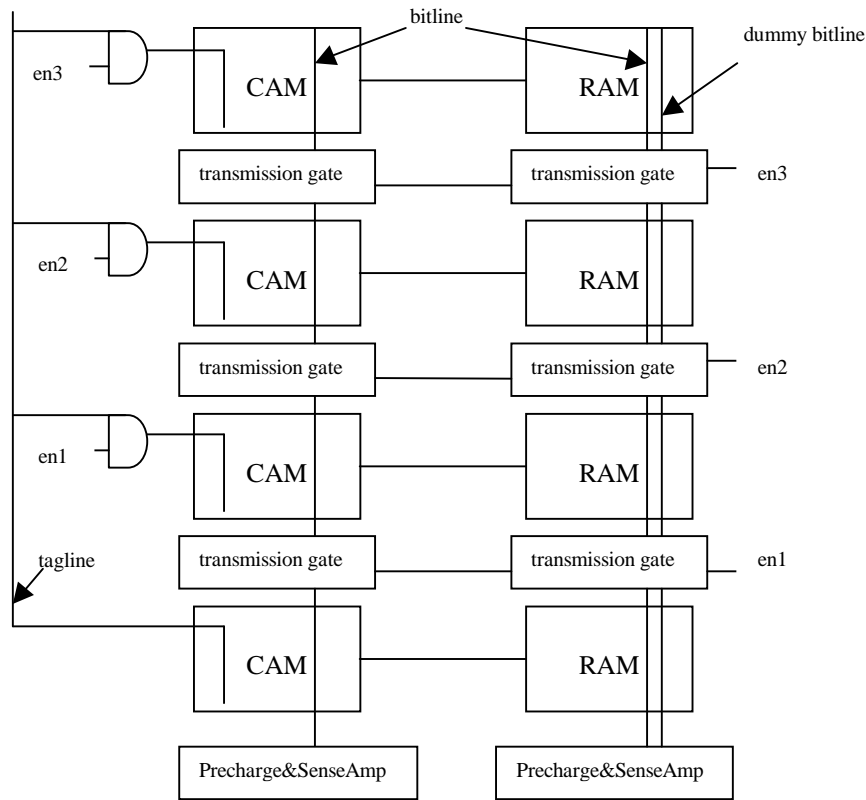 bitline
dummy bitline
en3
CAM
RAM
transmission gate
transmission gate
en3
en2
CAM
RAM
transmission gate
transmission gate
en2
en1
CAM
RAM
tagline
transmission gate
transmission gate
en1
CAM
RAM
Precharge&SenseAmp
Precharge&SenseAmp